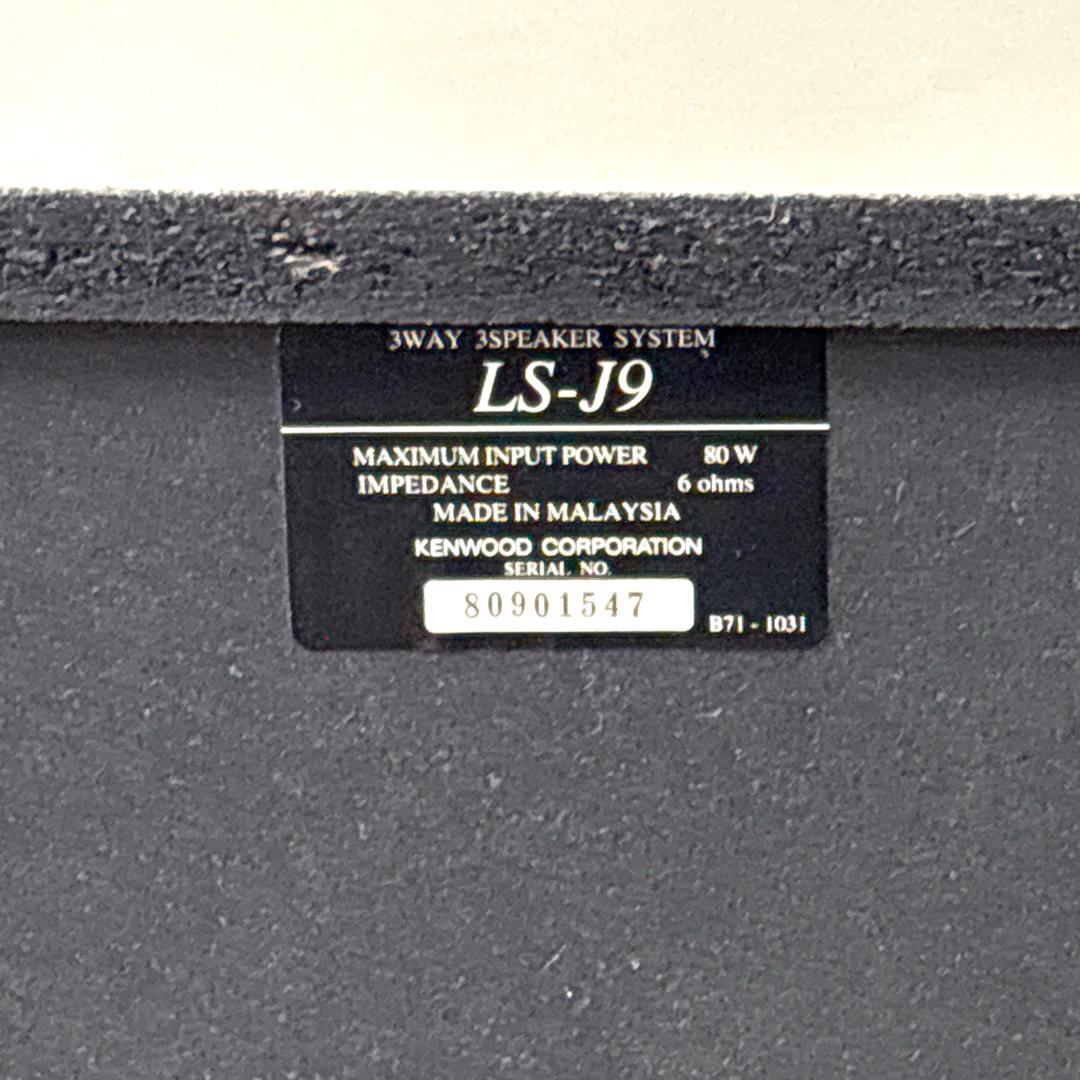 3WAY 3SPEAKER SYSTEM
LS-J9
MAXIMUM INPUT POWER 80 W
IMPEDANCE 6 ohms
MADE IN MALAYSIA
KENWOOD CORPORATION
SERIAL NO.
80901547
B71 - 1031